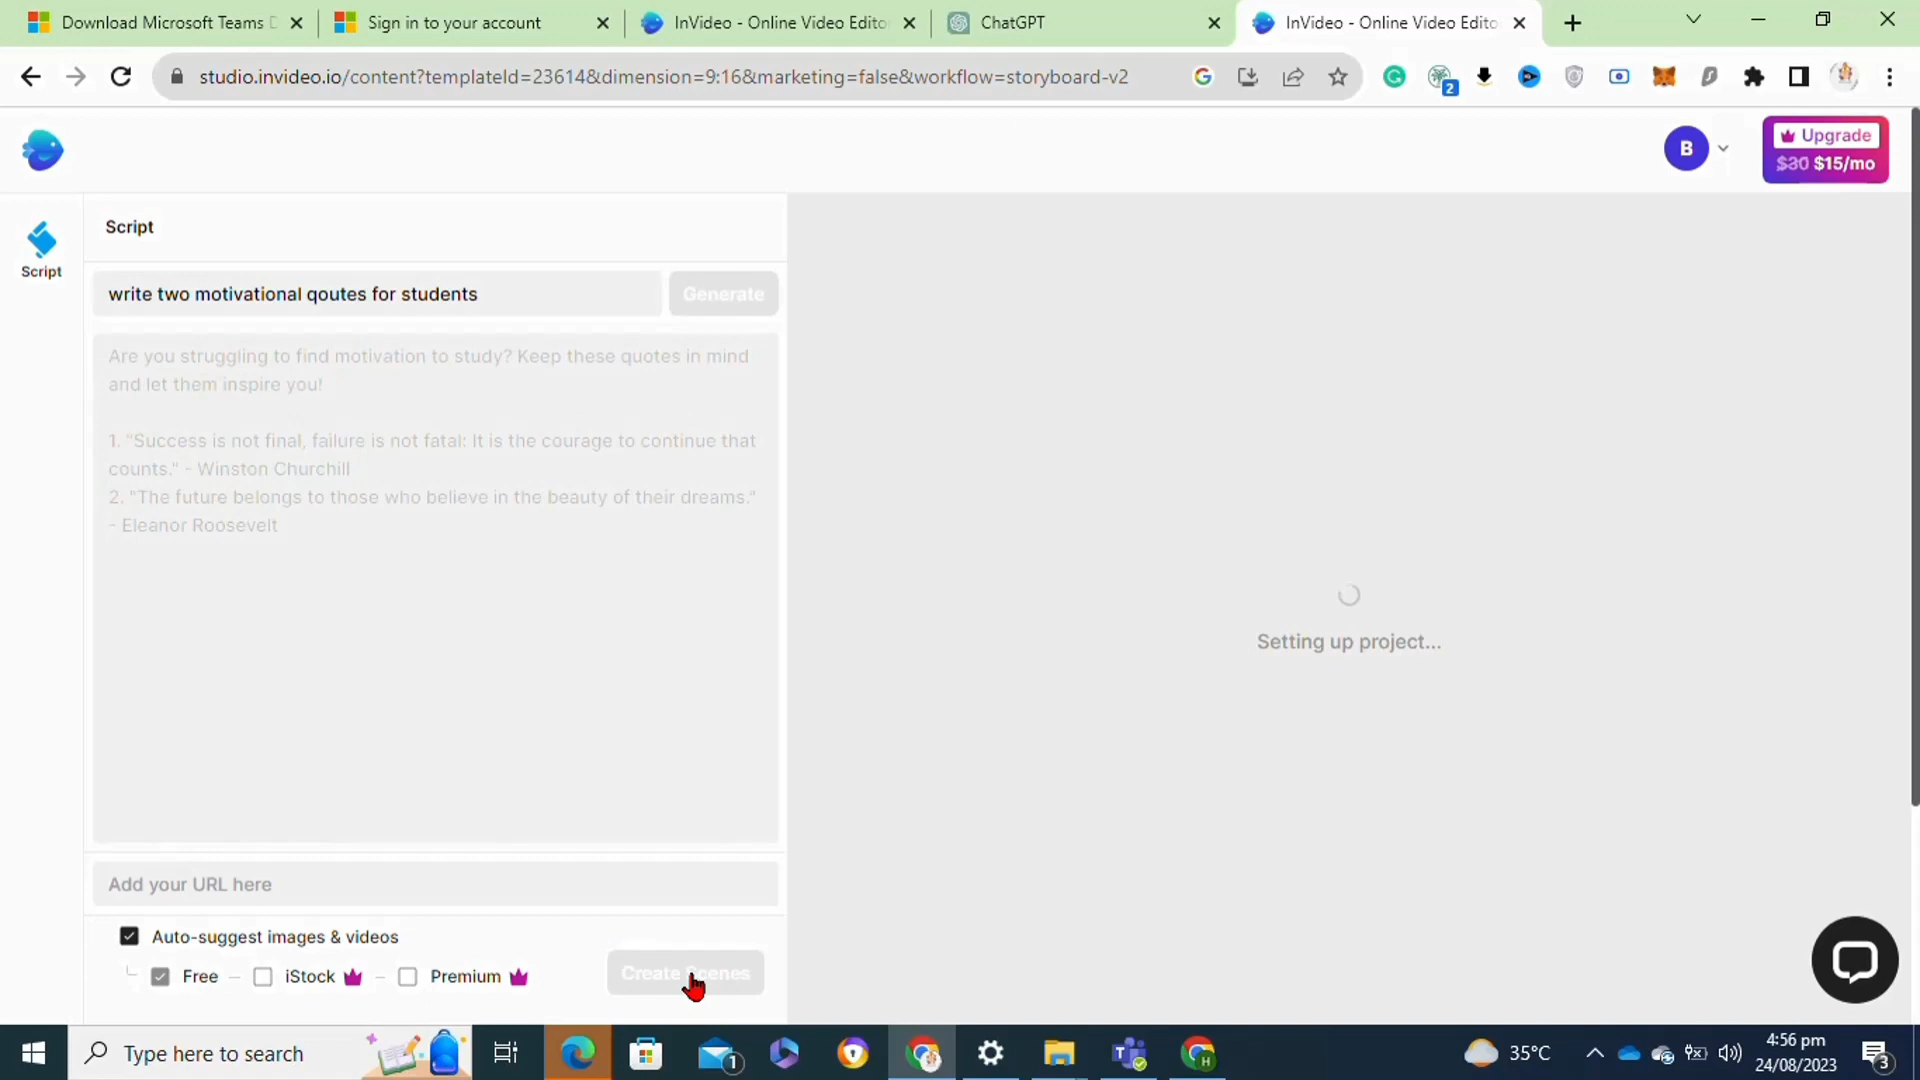 Download Microsoft Teams D
Sign in to your account
InVideo - Online Video Edito
ChatGPT
InVideo - Online Video Edito
studio.invideo.io/content?templateId=23614&dimension=9:16&marketing=false&workflow=storyboard-v2
2
B
Upgrade
$30 $15/mo
Script
Script
write two motivational qoutes for students
Generate
Are you struggling to find motivation to study? Keep these quotes in mind
and let them inspire you!
1. "Success is not final, failure is not fatal: It is the courage to continue that
counts." - Winston Churchill
2. "The future belongs to those who believe in the beauty of their dreams."
- Eleanor Roosevelt
Setting up project...
Add your URL here
Auto-suggest images & videos
Free
iStock
Premium
Create Scenes
Type here to search
1
35°C
4:56 pm
24/08/2023
3